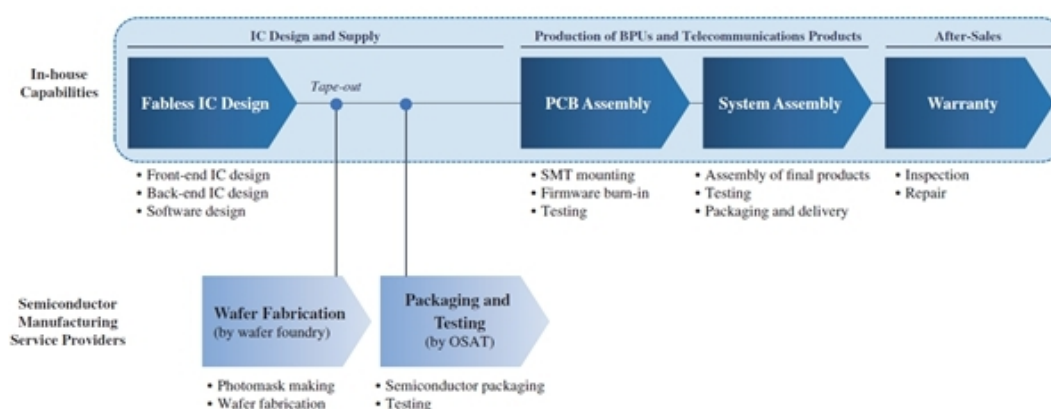 IC Design and Supply
Production of BPUs and Telecommunications Products
After-Sales
In-house
Capabilities
Fabless IC Design
Tape-out
PCB Assembly
System Assembly
Warranty
• Front-end IC design
• Back-end IC design
• Software design
• SMT mounting
• Firmware burn-in
• Testing
• Assembly of final products
• Testing
• Packaging and delivery
• Inspection
• Repair
Semiconductor
Manufacturing
Service Providers
Wafer Fabrication
(by wafer foundry)
Packaging and
Testing
(by OSAT)
• Photomask making
• Wafer fabrication
• Semiconductor packaging
• Testing